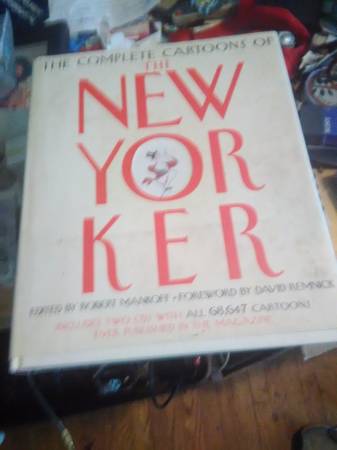 THE COMPLETE CARTOONS OF
THE
NEW
YOR
KER
EDITED BY ROBERT MANKOFF • FOREWORD BY DAVID REMNICK
INCLUDES TWO CDs WITH ALL 68,647 CARTOONS
EVER PUBLISHED IN THE MAGAZINE